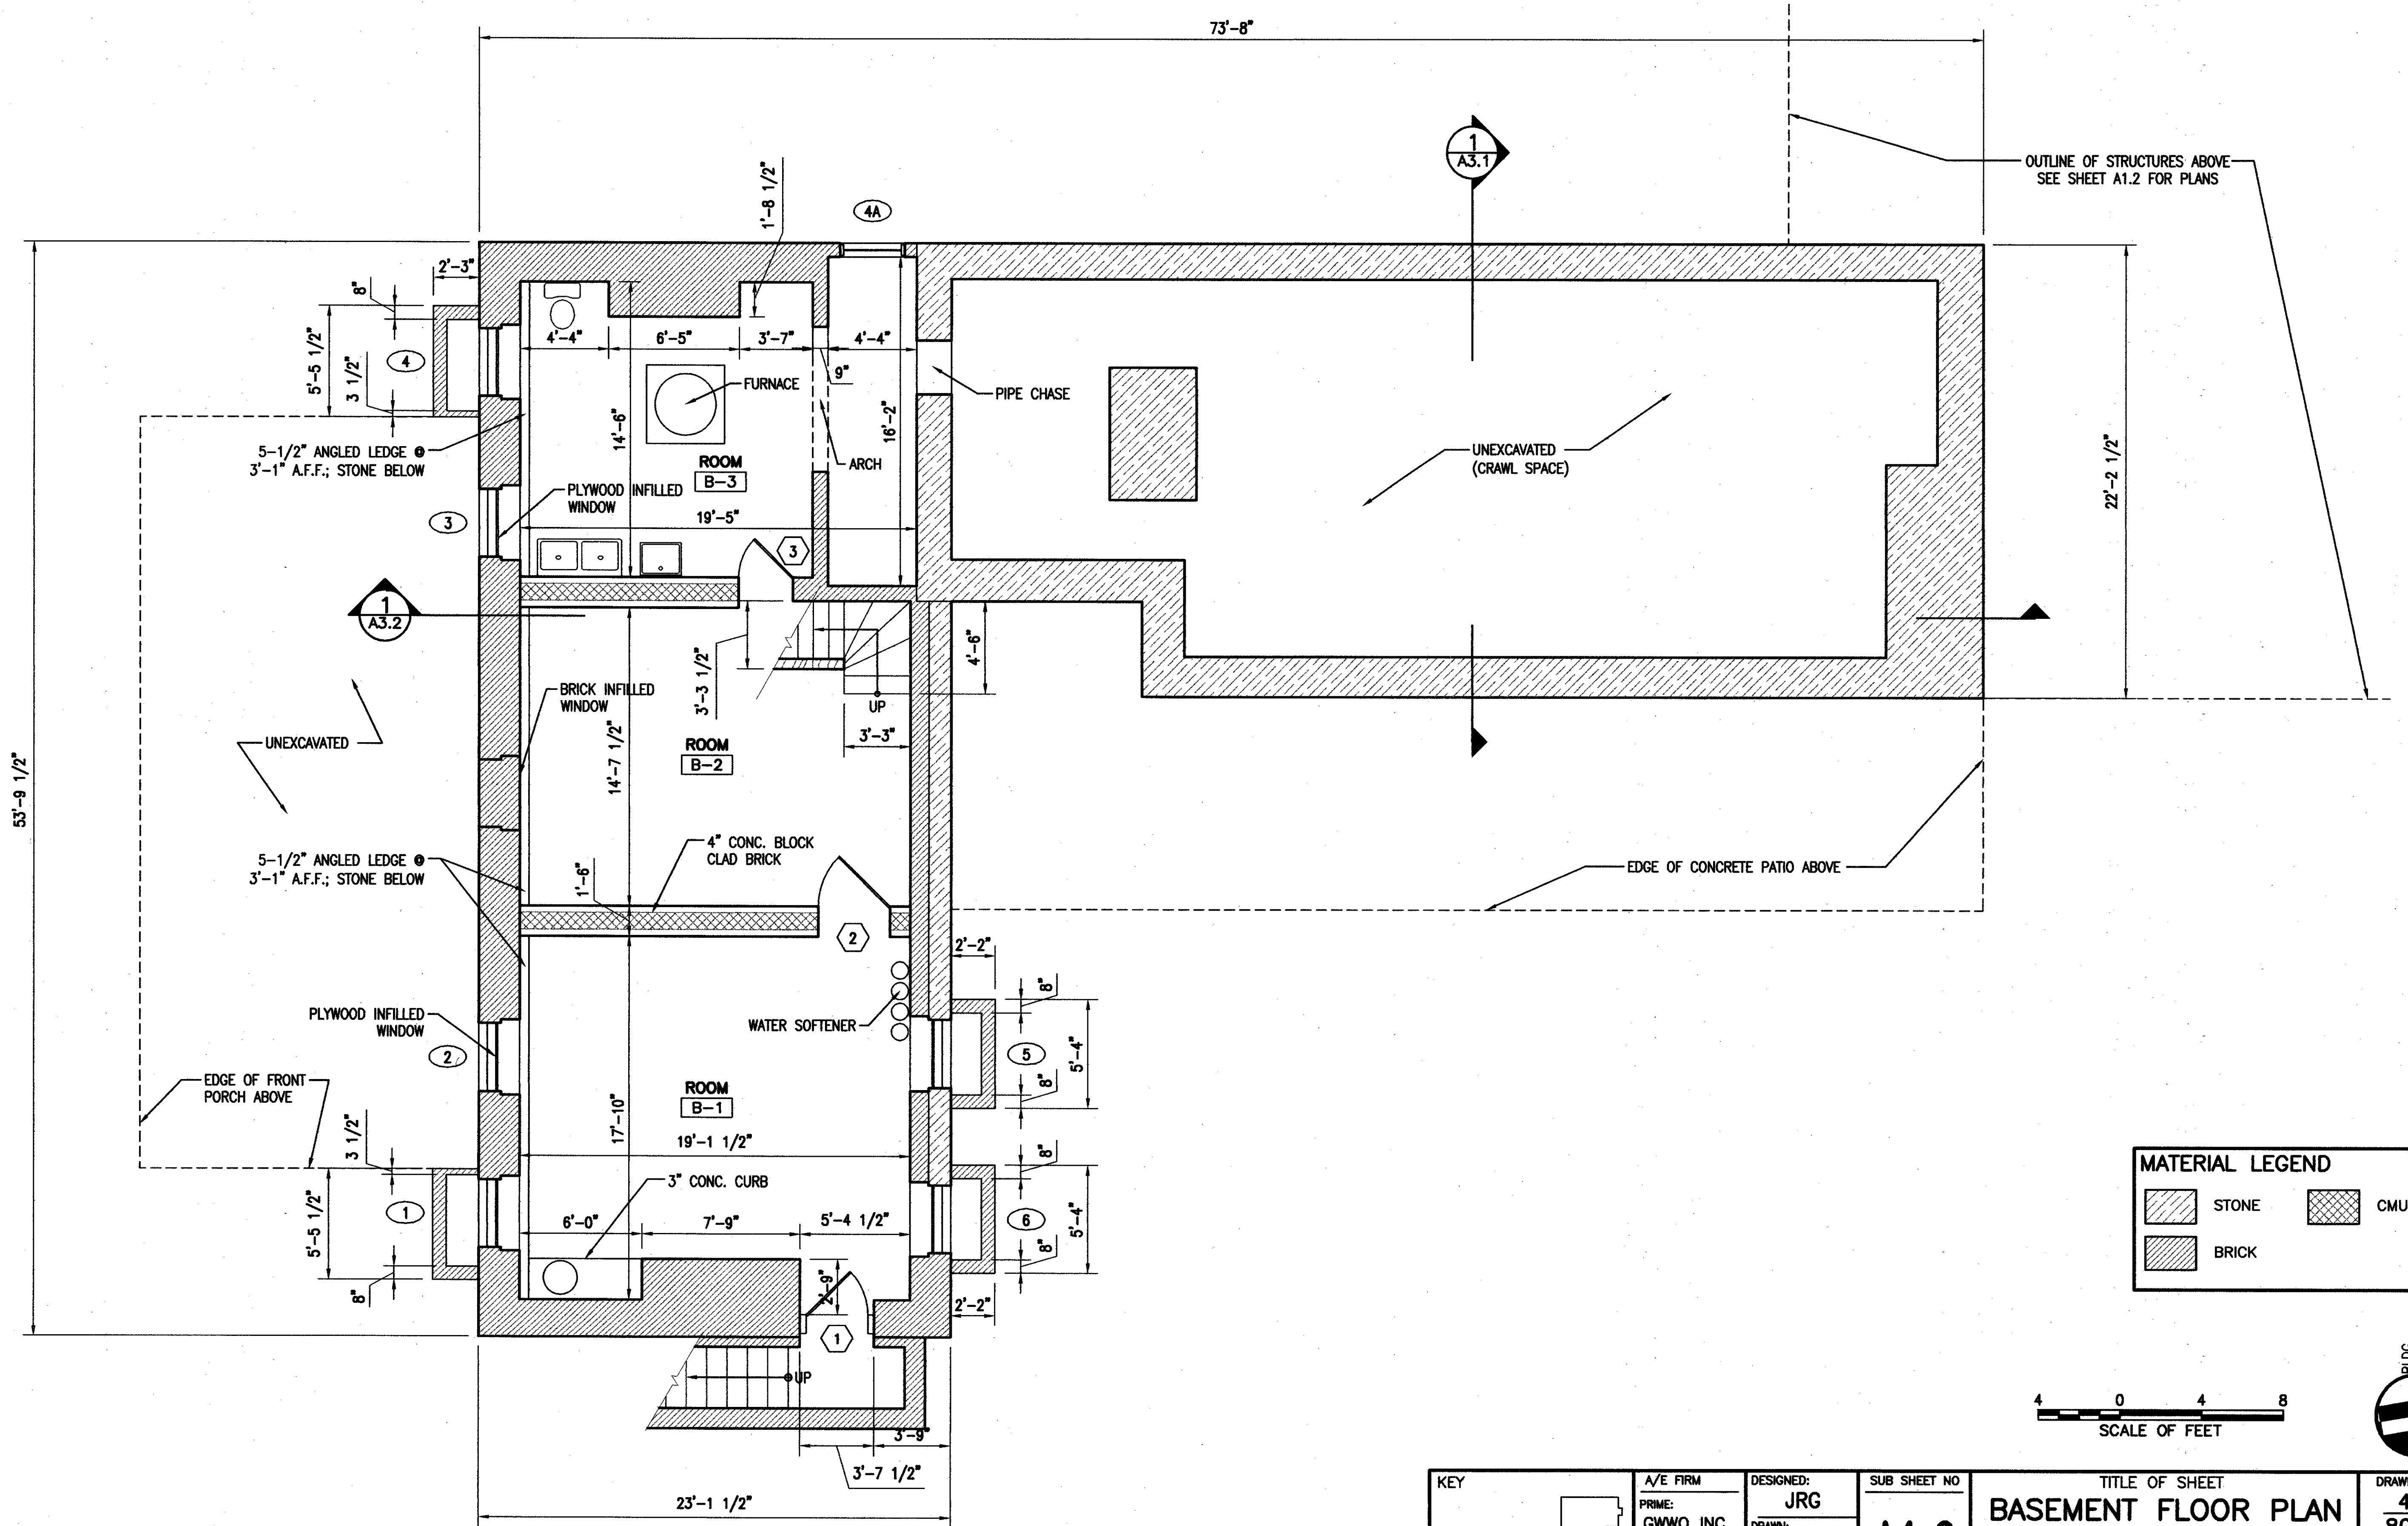 73'-8"
1
A3.1
OUTLINE OF STRUCTURES ABOVE
SEE SHEET A1.2 FOR PLANS
1'-8 1/2"
4A
2'-3"
8"
5'-5 1/2"
4
3 1/2"
4'-4"
6'-5"
3'-7"
4'-4"
9"
FURNACE
PIPE CHASE
14'-6"
16'-2"
5-1/2" ANGLED LEDGE @
3'-1" A.F.F.; STONE BELOW
ROOM
B-3
ARCH
UNEXCAVATED
(CRAWL SPACE)
22'-2 1/2"
PLYWOOD INFILLED
WINDOW
3
19'-5"
3
1
A3.2
4'-6"
3'-3 1/2"
BRICK INFILLED
WINDOW
UP
3'-3"
UNEXCAVATED
ROOM
B-2
14'-7 1/2"
53'-9 1/2"
4" CONC. BLOCK
CLAD BRICK
5-1/2" ANGLED LEDGE @
3'-1" A.F.F.; STONE BELOW
1'-6"
EDGE OF CONCRETE PATIO ABOVE
2
2'-2"
8"
PLYWOOD INFILLED
WINDOW
WATER SOFTENER
2
5
5'-4"
8"
EDGE OF FRONT
PORCH ABOVE
ROOM
B-1
17'-10"
3 1/2"
19'-1 1/2"
8"
3" CONC. CURB
5'-5 1/2"
1
6'-0"
7'-9"
5'-4 1/2"
6
5'-4"
8"
8"
2'-9"
2'-2"
1
UP
3'-9"
3'-7 1/2"
23'-1 1/2"
MATERIAL LEGEND
STONE
CMU
BRICK
BLDG
4 0 4 8
SCALE OF FEET
KEY
A/E FIRM
PRIME:
GWWO, INC
DESIGNED:
JRG
DRAWN:
SUB SHEET NO
TITLE OF SHEET
BASEMENT FLOOR PLAN